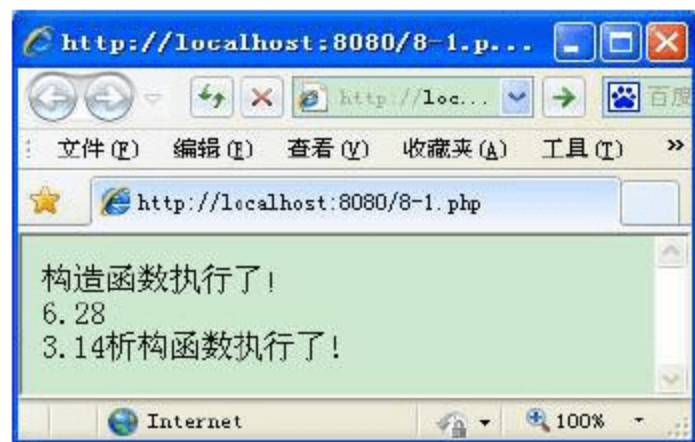 http://localhost:8080/8-1.p...
http://loc...
百度
文件(F) 编辑(E) 查看(V) 收藏夹(A) 工具(T) »
http://localhost:8080/8-1.php
构造函数执行了!
6.28
3.14析构函数执行了!
Internet 100%